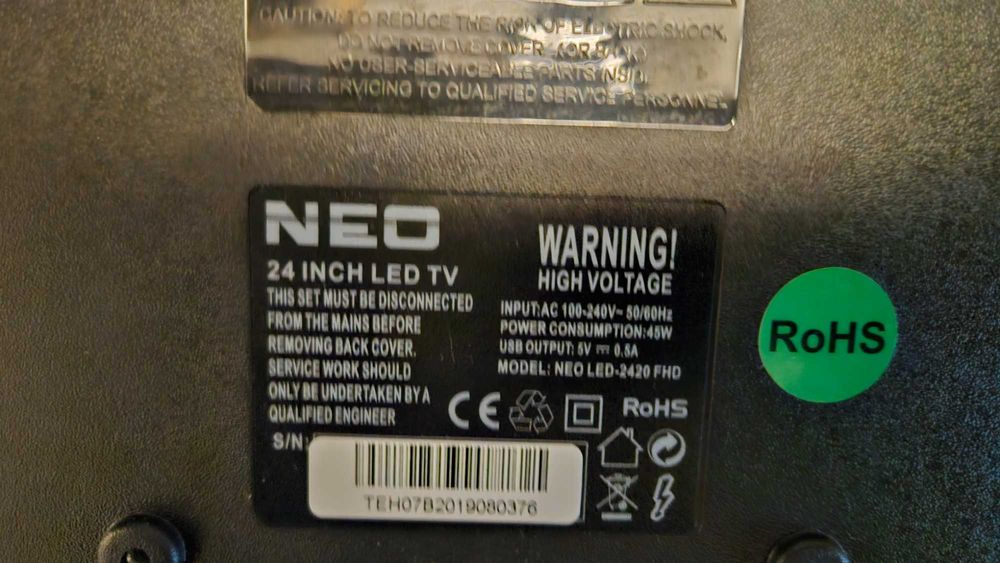 CAUTION: TO REDUCE THE RISK OF ELECTRIC SHOCK,
DO NOT REMOVE COVER (OR BACK)
NO USER-SERVICEABLE PARTS INSIDE
REFER SERVICING TO QUALIFIED SERVICE PERSONNEL
NEO
24 INCH LED TV
THIS SET MUST BE DISCONNECTED
FROM THE MAINS BEFORE
REMOVING BACK COVER.
SERVICE WORK SHOULD
ONLY BE UNDERTAKEN BY A
QUALIFIED ENGINEER
S/N:
TEH07B2019080376
WARNING!
HIGH VOLTAGE
INPUT:AC 100-240V~ 50/60Hz
POWER CONSUMPTION:45W
USB OUTPUT: 5V ⎓ 0.5A
MODEL: NEO LED-2420 FHD
CE
RoHS
RoHS